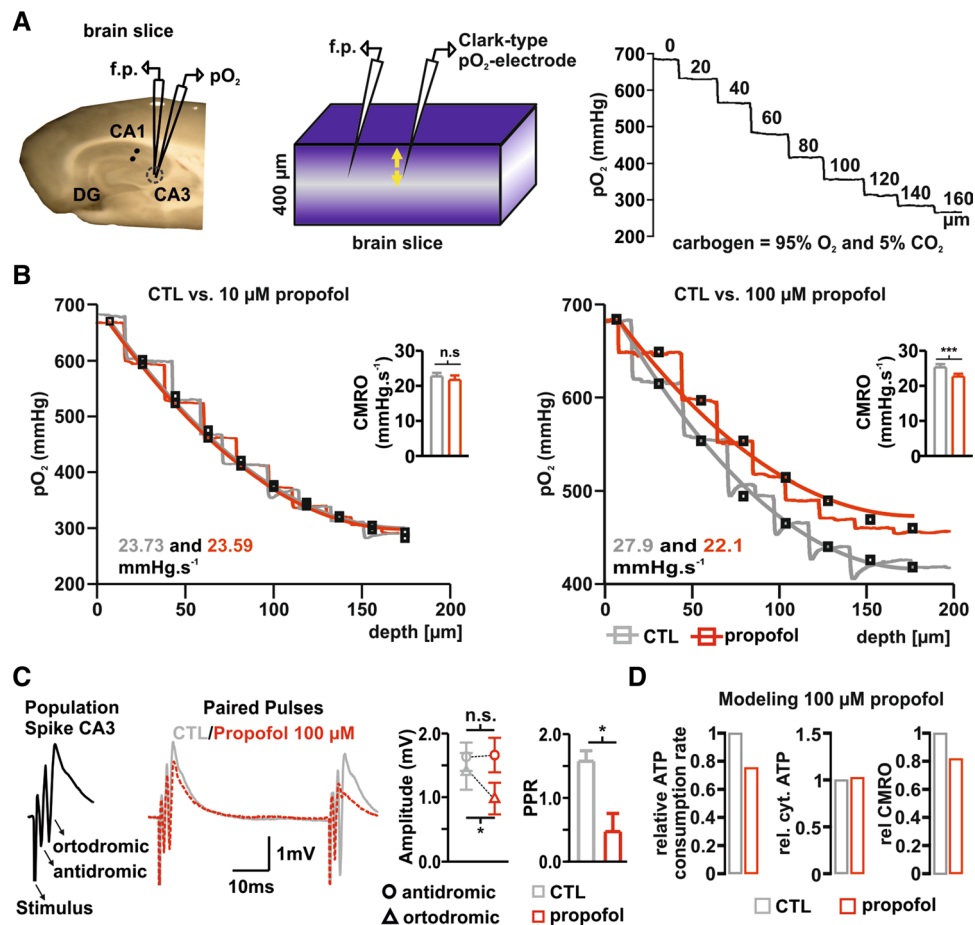 A
brain slice
f.p.
pO₂
CA1
CA3
DG
f.p.
Clark-type
pO₂-electrode
400 µm
brain slice
pO₂ (mmHg)
700
600
500
400
300
200
0
20
40
60
80
100
120
140
160
µm
carbogen = 95% O₂ and 5% CO₂
B
CTL vs. 10 µM propofol
pO₂ (mmHg)
700
600
500
400
300
200
0
50
100
150
200
depth [µm]
23.73 and 23.59
mmHg.s⁻¹
CMRO
(mmHg.s⁻¹)
30
20
10
0
n.s
CTL vs. 100 µM propofol
pO₂ (mmHg)
700
600
500
400
0
50
100
150
200
depth [µm]
27.9 and 22.1
mmHg.s⁻¹
CMRO
(mmHg.s⁻¹)
30
20
10
0
***
CTL
propofol
C
Population
Spike CA3
ortodromic
antidromic
Stimulus
Paired Pulses
CTL/Propofol 100 µM
1mV
10ms
Amplitude (mV)
2.0
1.5
1.0
0.0
n.s.
*
PPR
2.0
1.0
0.0
*
antidromic
ortodromic
CTL
propofol
D
Modeling 100 µM propofol
relative ATP
consumption rate
1
0.8
0.6
0.4
0.2
0
rel. cyt. ATP
1.5
1
0.5
0
rel CMRO
1
0.8
0.6
0.4
0.2
0
CTL
propofol